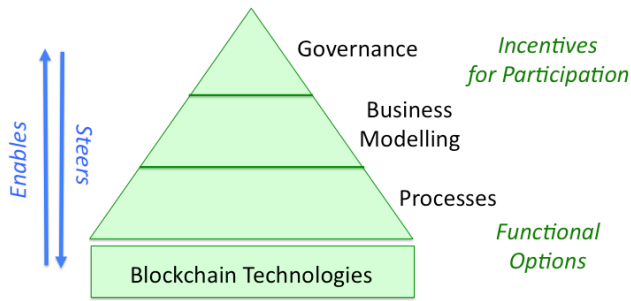 Governance
Incentives
for Participation
Business
Modelling
Enables
Steers
Processes
Functional
Options
Blockchain Technologies